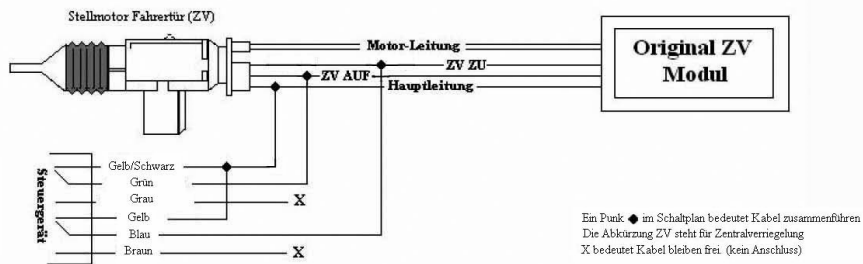 Stellmotor Fahrertür (ZV)
Motor-Leitung
ZV ZU
ZV AUF
Hauptleitung
Original ZV
Modul
Steuergerät
Gelb/Schwarz
Grün
Grau X
Gelb
Blau
Braun X
Ein Punk ◆ im Schaltplan bedeutet Kabel zusammenführen
Die Abkürzung ZV steht für Zentralverriegelung
X bedeutet Kabel bleiben frei. (kein Anschluss)